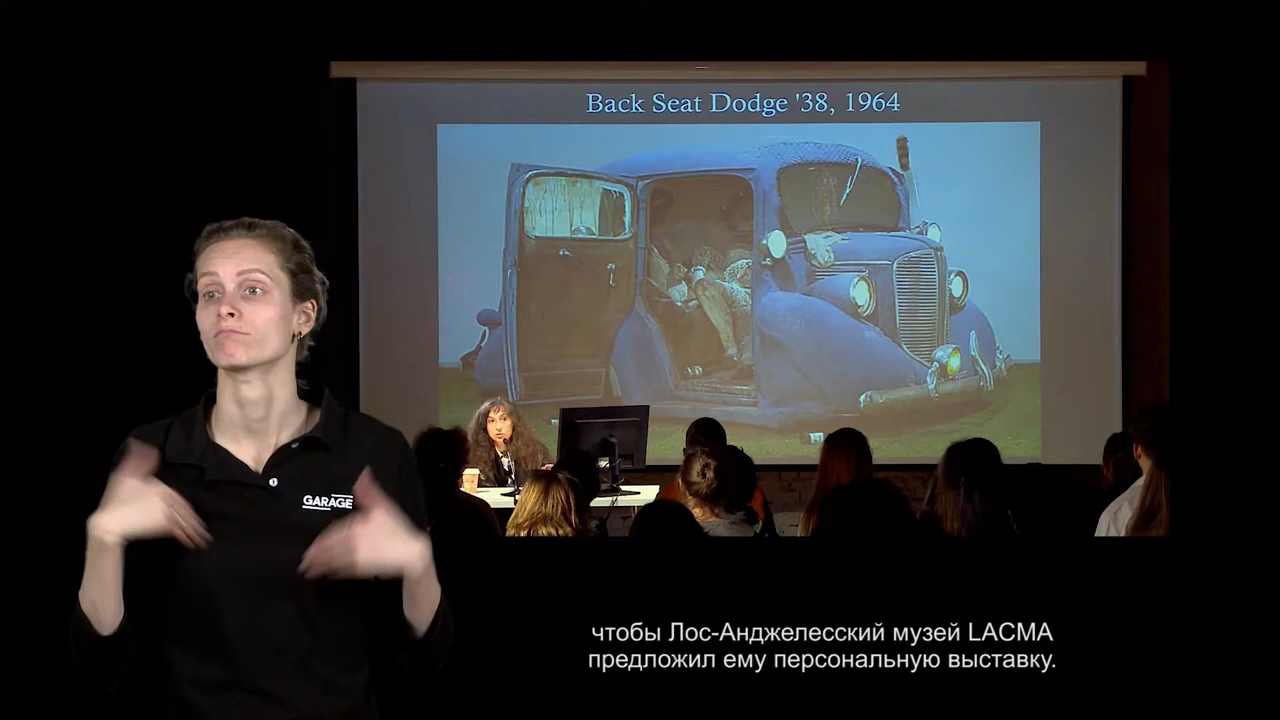 Back Seat Dodge '38, 1964
GARAGE
чтобы Лос-Анджелесский музей LACMA
предложил ему персональную выставку.